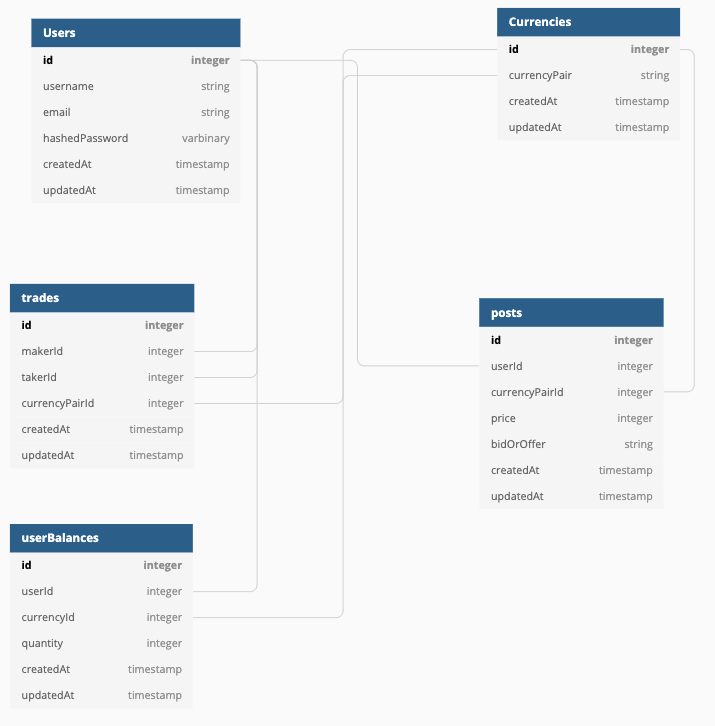 Users
id integer
username string
email string
hashedPassword varbinary
createdAt timestamp
updatedAt timestamp
Currencies
id integer
currencyPair string
createdAt timestamp
updatedAt timestamp
trades
id integer
makerId integer
takerId integer
currencyPairId integer
createdAt timestamp
updatedAt timestamp
posts
id integer
userId integer
currencyPairId integer
price integer
bidOrOffer string
createdAt timestamp
updatedAt timestamp
userBalances
id integer
userId integer
currencyId integer
quantity integer
createdAt timestamp
updatedAt timestamp